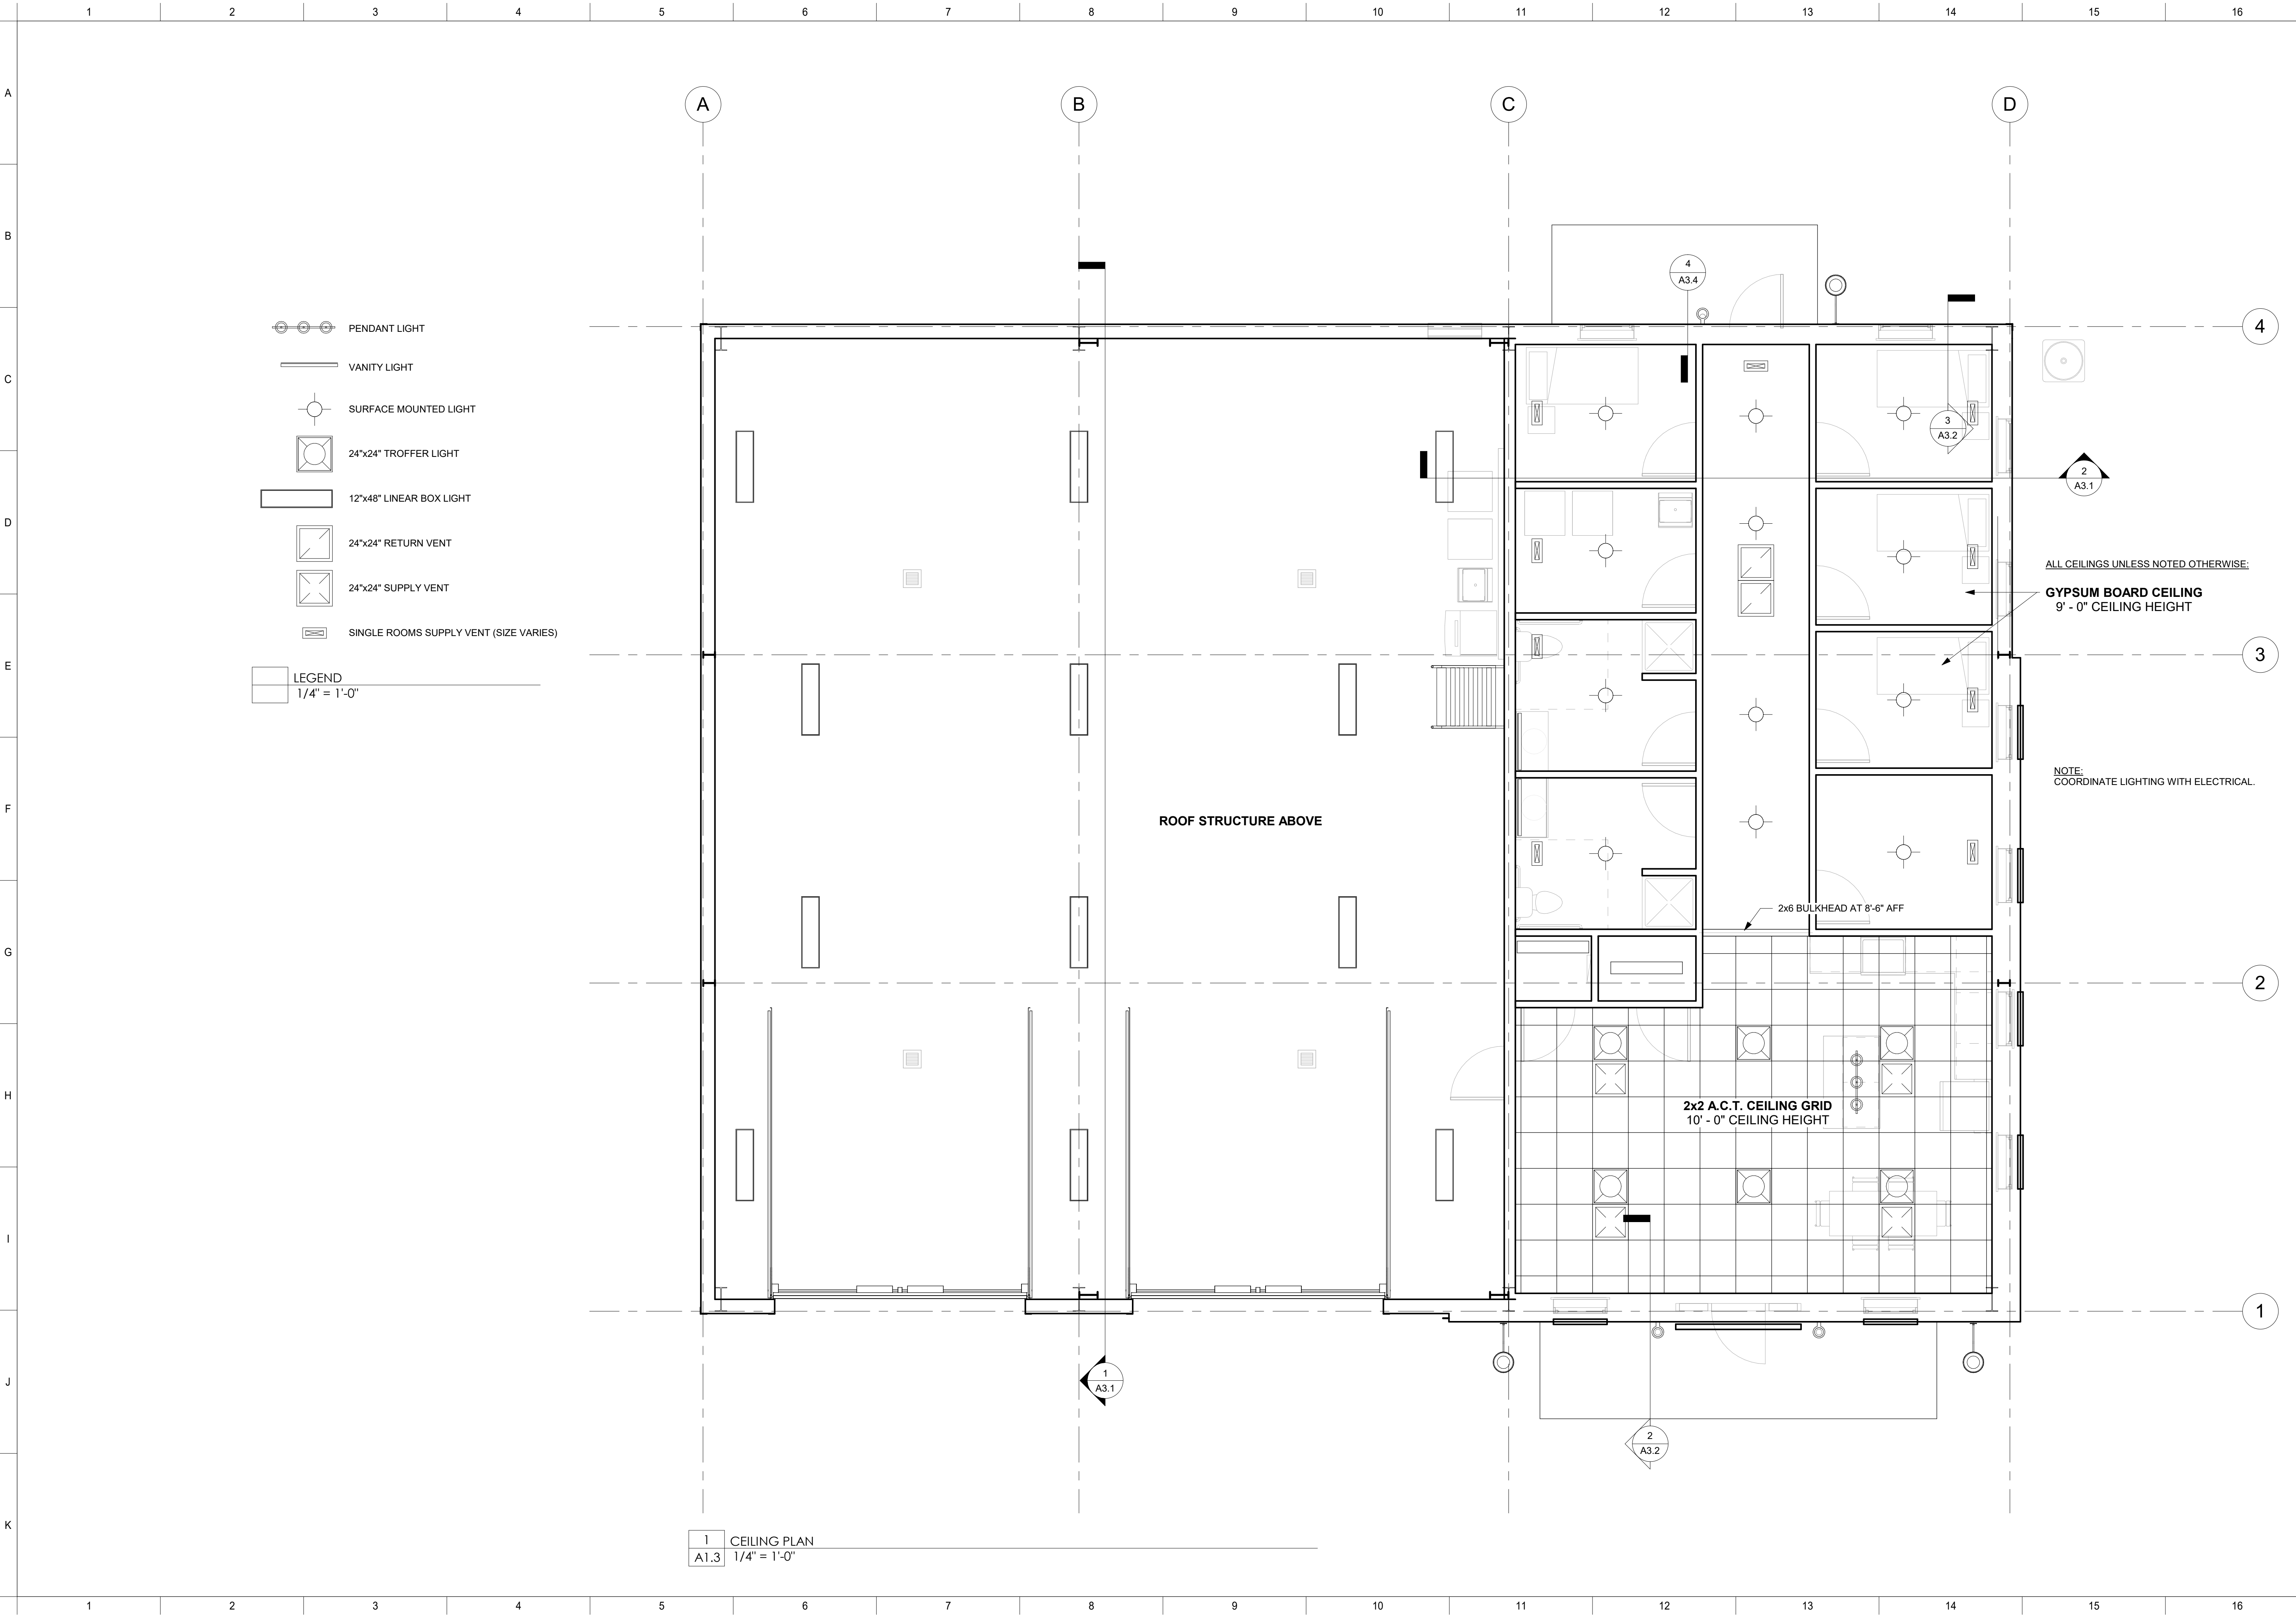 1 2 3 4 5 6 7 8 9 10 11 12 13 14 15 16
A
B
C
D
E
F
G
H
I
J
K
A B C D
4
A3.4
4
PENDANT LIGHT
VANITY LIGHT
SURFACE MOUNTED LIGHT
24"x24" TROFFER LIGHT
12"x48" LINEAR BOX LIGHT
24"x24" RETURN VENT
24"x24" SUPPLY VENT
SINGLE ROOMS SUPPLY VENT (SIZE VARIES)
LEGEND
1/4" = 1'-0"
3
A3.2
2
A3.1
ALL CEILINGS UNLESS NOTED OTHERWISE:
GYPSUM BOARD CEILING
9' - 0" CEILING HEIGHT
3
NOTE:
COORDINATE LIGHTING WITH ELECTRICAL.
ROOF STRUCTURE ABOVE
2x6 BULKHEAD AT 8'-6" AFF
2
2x2 A.C.T. CEILING GRID
10' - 0" CEILING HEIGHT
1
1
A3.1
2
A3.2
1 CEILING PLAN
A1.3 1/4" = 1'-0"
1 2 3 4 5 6 7 8 9 10 11 12 13 14 15 16